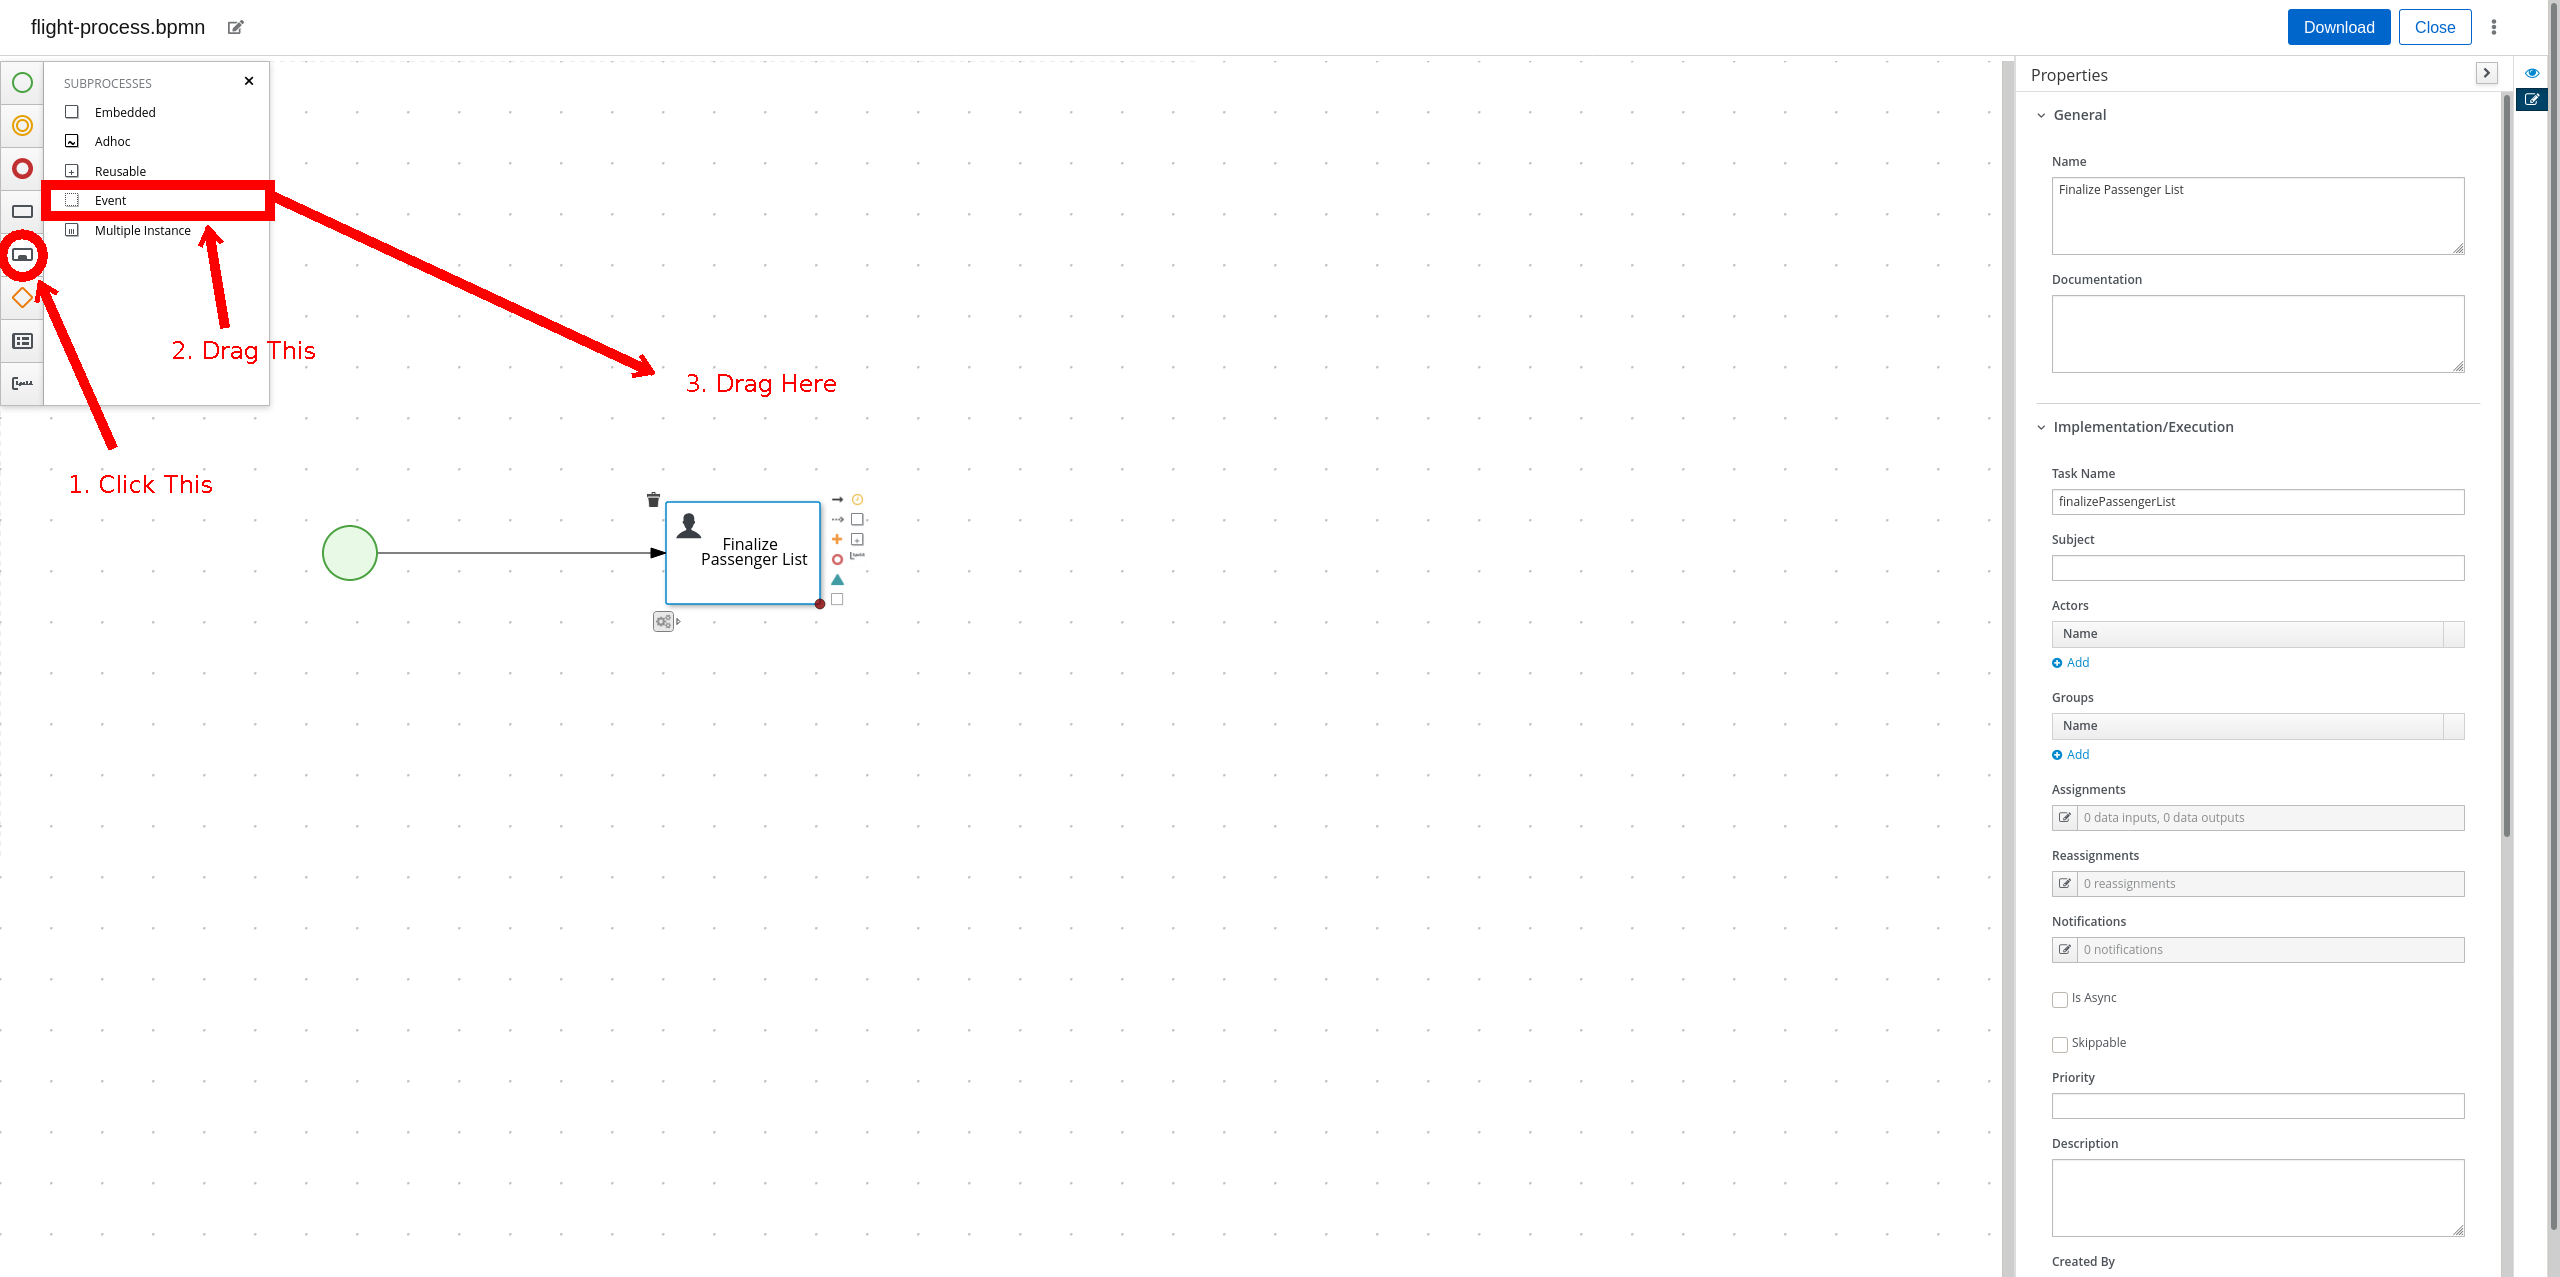 flight-process.bpmn
Download
Close
SUBPROCESSES
Embedded
Adhoc
Reusable
Event
Multiple Instance
2. Drag This
3. Drag Here
1. Click This
Finalize
Passenger List
Properties
General
Name
Finalize Passenger List
Documentation
Implementation/Execution
Task Name
finalizePassengerList
Subject
Actors
Name
Add
Groups
Name
Add
Assignments
0 data inputs, 0 data outputs
Reassignments
0 reassignments
Notifications
0 notifications
Is Async
Skippable
Priority
Description
Created By